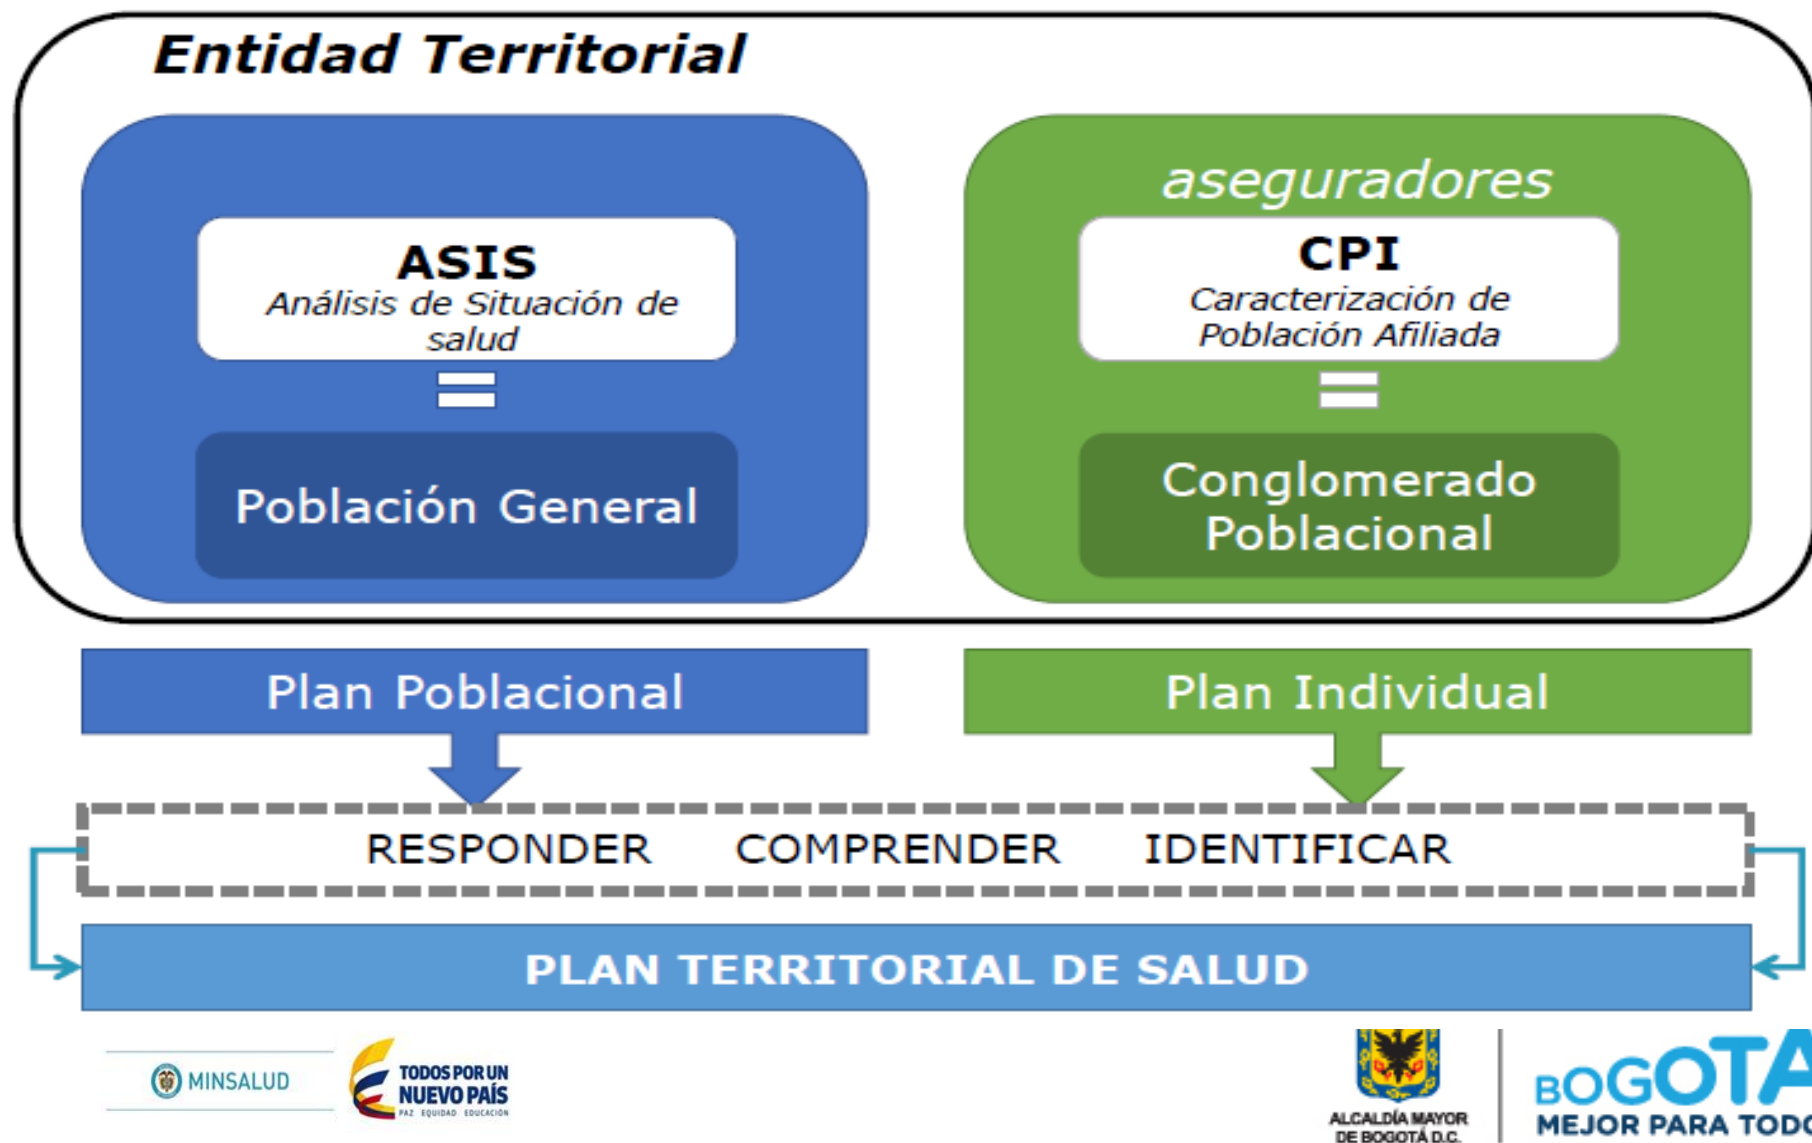 Entidad Territorial
ASIS
Análisis de Situación de
salud
Población General
aseguradores
CPI
Caracterización de
Población Afiliada
Conglomerado
Poblacional
Plan Poblacional
Plan Individual
RESPONDER COMPRENDER IDENTIFICAR
PLAN TERRITORIAL DE SALUD
MINSALUD
TODOS POR UN
NUEVO PAÍS
PAZ EQUIDAD EDUCACIÓN
ALCALDÍA MAYOR
DE BOGOTÁ D.C.
BOGOTA
MEJOR PARA TODO